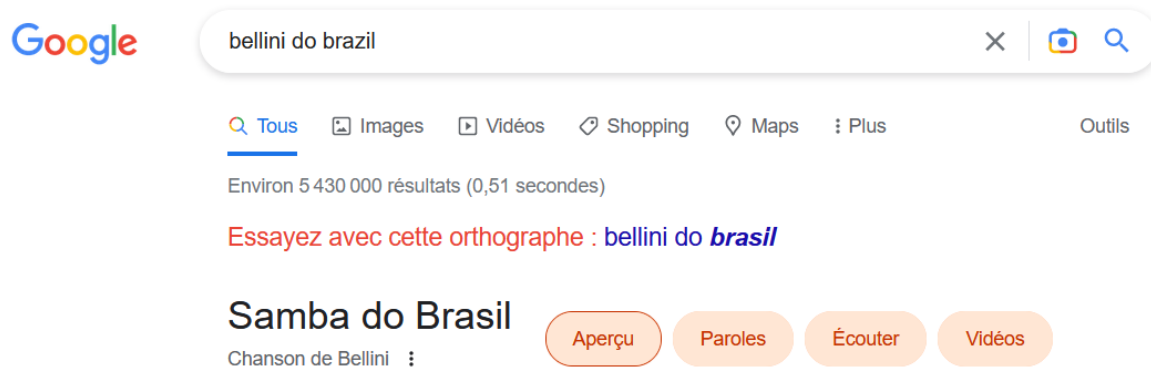 Google bellini do brazil
Tous Images Vidéos Shopping Maps Plus Outils
Environ 5 430 000 résultats (0,51 secondes)
Essayez avec cette orthographe : bellini do brasil
Samba do Brasil
Aperçu Paroles Écouter Vidéos
Chanson de Bellini